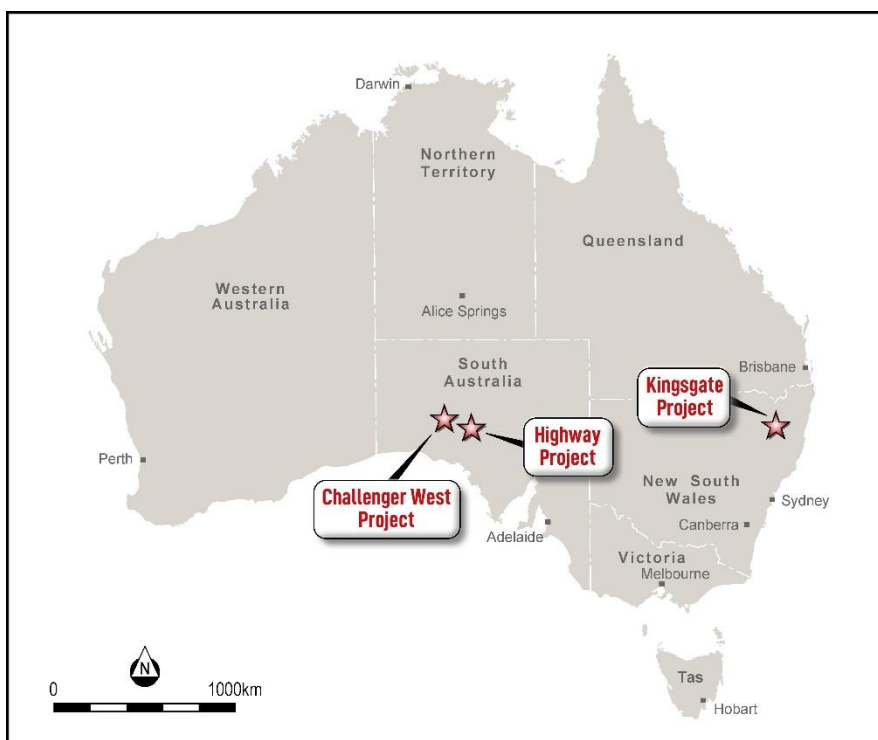 Darwin
Northern
Territory
Queensland
Western
Australia
Alice Springs
South
Australia
Brisbane
Kingsgate
Project
Highway
Project
Perth
Challenger West
Project
New South
Wales
Sydney
Canberra
Adelaide
Victoria
Melbourne
N
0 1000km
Tas
Hobart